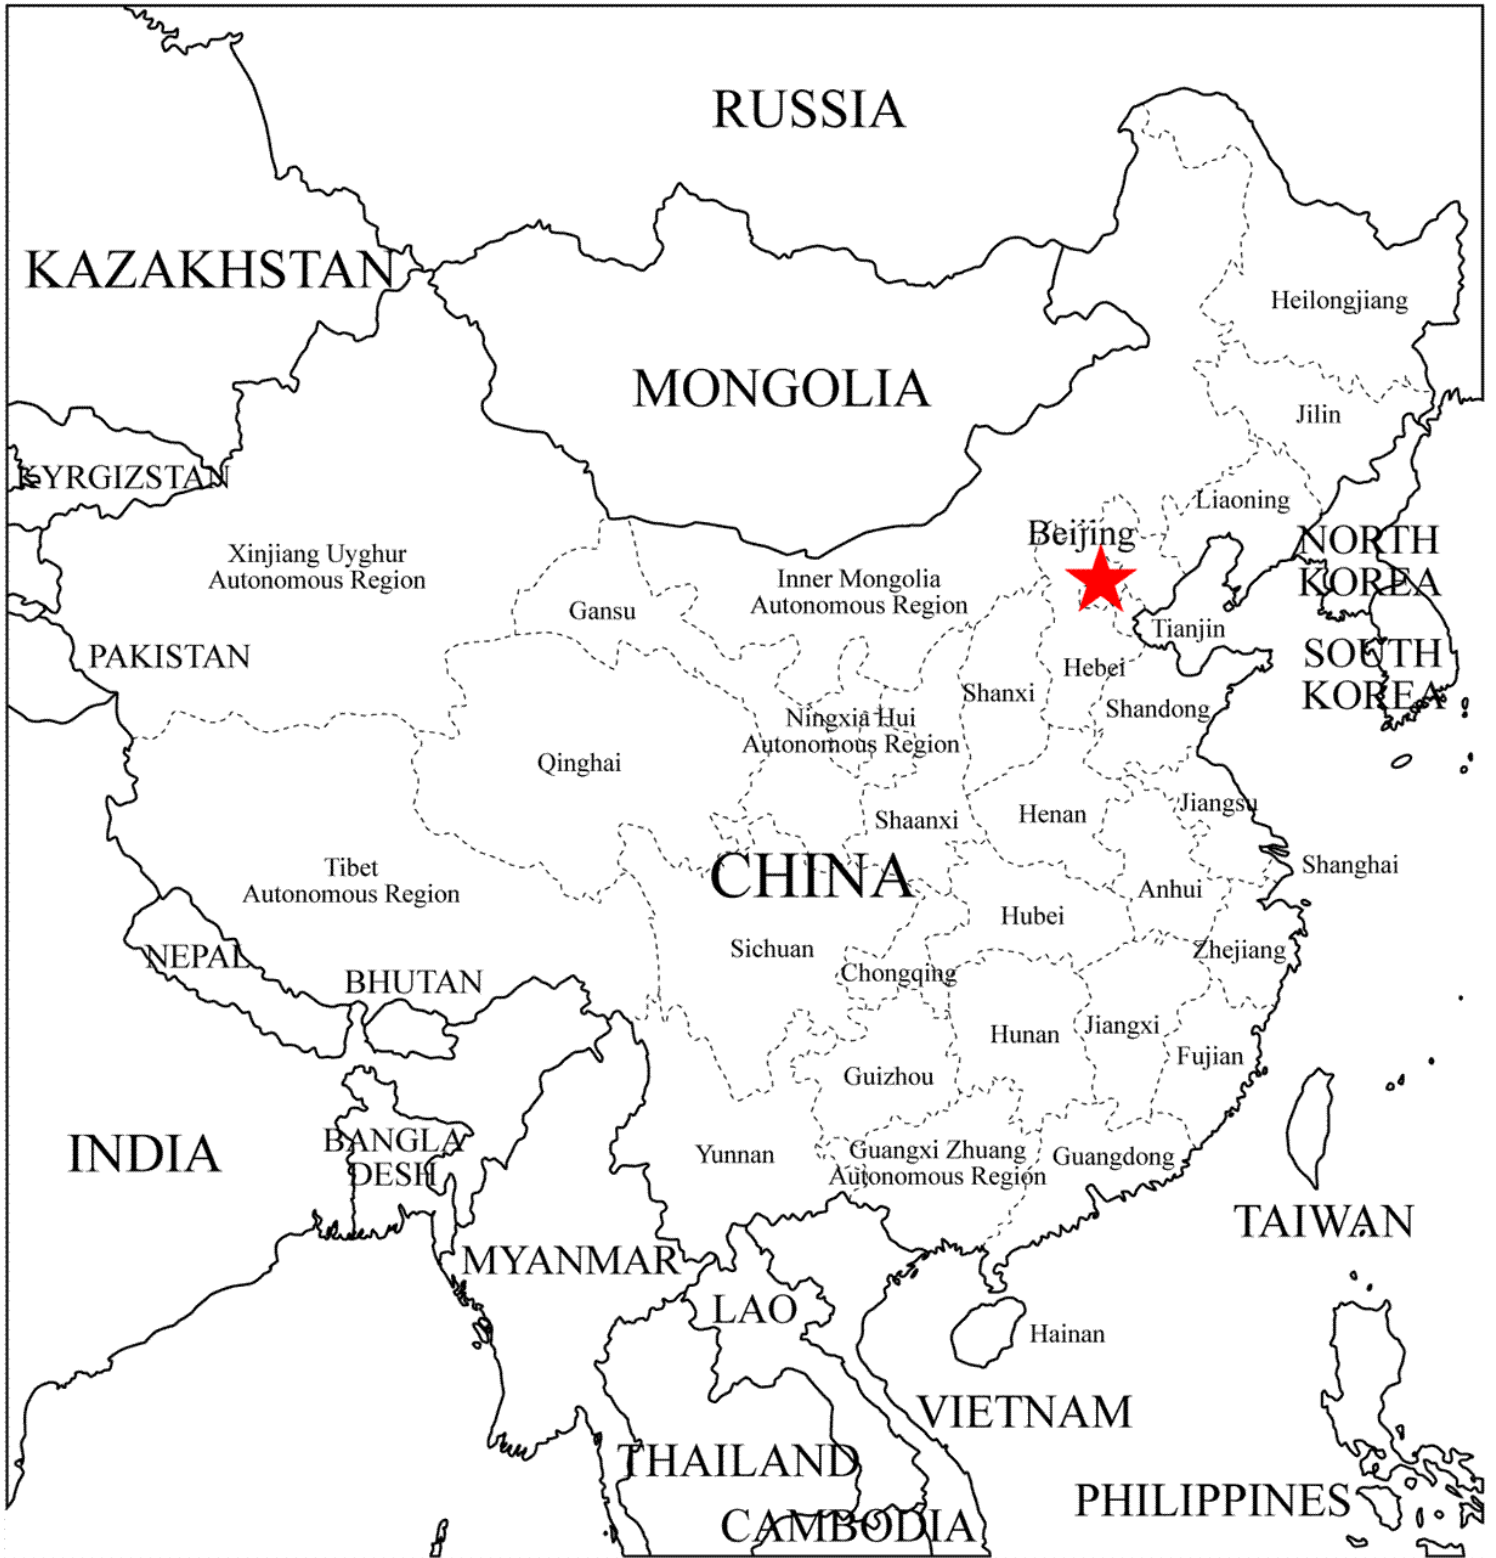 RUSSIA
KAZAKHSTAN
Heilongjiang
MONGOLIA
Jilin
KYRGIZSTAN
Liaoning
Beijing
NORTH
KOREA
Xinjiang Uyghur
Autonomous Region
Gansu
Inner Mongolia
Autonomous Region
Tianjin
PAKISTAN
SOUTH
KOREA
Hebei
Shanxi
Shandong
Ningxia Hui
Autonomous Region
Qinghai
Jiangsu
Henan
Shaanxi
Shanghai
Tibet
Autonomous Region
CHINA
Anhui
Hubei
Sichuan
Zhejiang
NEPAL
Chongqing
BHUTAN
Hunan
Jiangxi
Fujian
Guizhou
INDIA
BANGLA
DESH
Yunnan
Guangxi Zhuang
Autonomous Region
Guangdong
TAIWAN
MYANMAR
LAO
Hainan
VIETNAM
THAILAND
PHILIPPINES
CAMBODIA